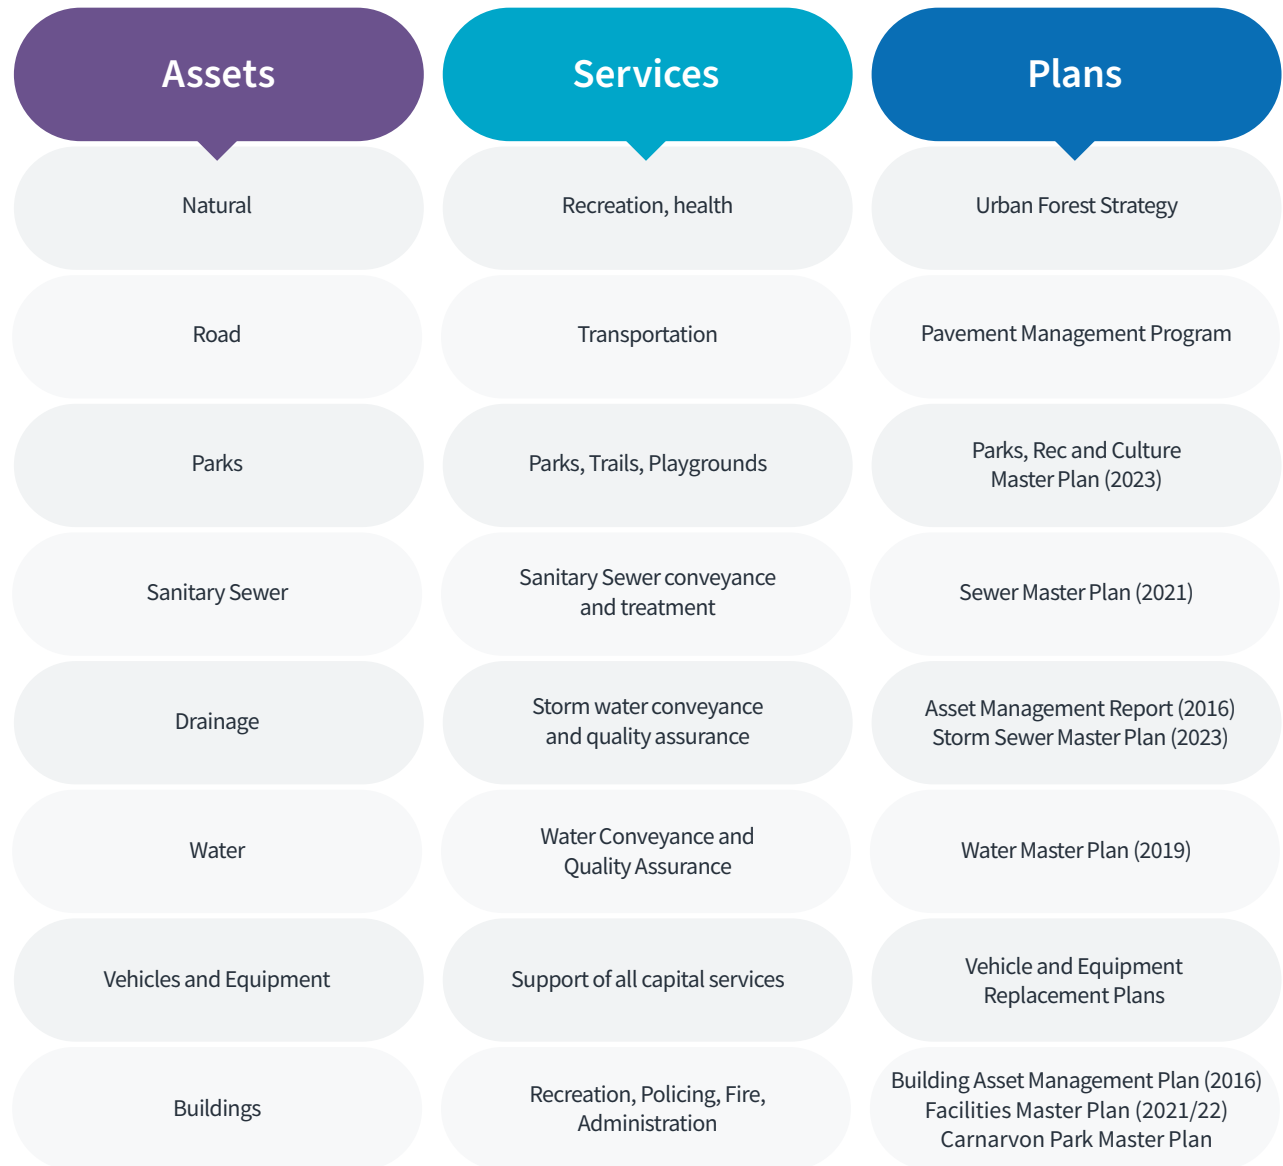 Assets
Services
Plans
Natural
Recreation, health
Urban Forest Strategy
Road
Transportation
Pavement Management Program
Parks
Parks, Trails, Playgrounds
Parks, Rec and Culture
Master Plan (2023)
Sanitary Sewer
Sanitary Sewer conveyance
and treatment
Sewer Master Plan (2021)
Drainage
Storm water conveyance
and quality assurance
Asset Management Report (2016)
Storm Sewer Master Plan (2023)
Water
Water Conveyance and
Quality Assurance
Water Master Plan (2019)
Vehicles and Equipment
Support of all capital services
Vehicle and Equipment
Replacement Plans
Buildings
Recreation, Policing, Fire,
Administration
Building Asset Management Plan (2016)
Facilities Master Plan (2021/22)
Carnarvon Park Master Plan